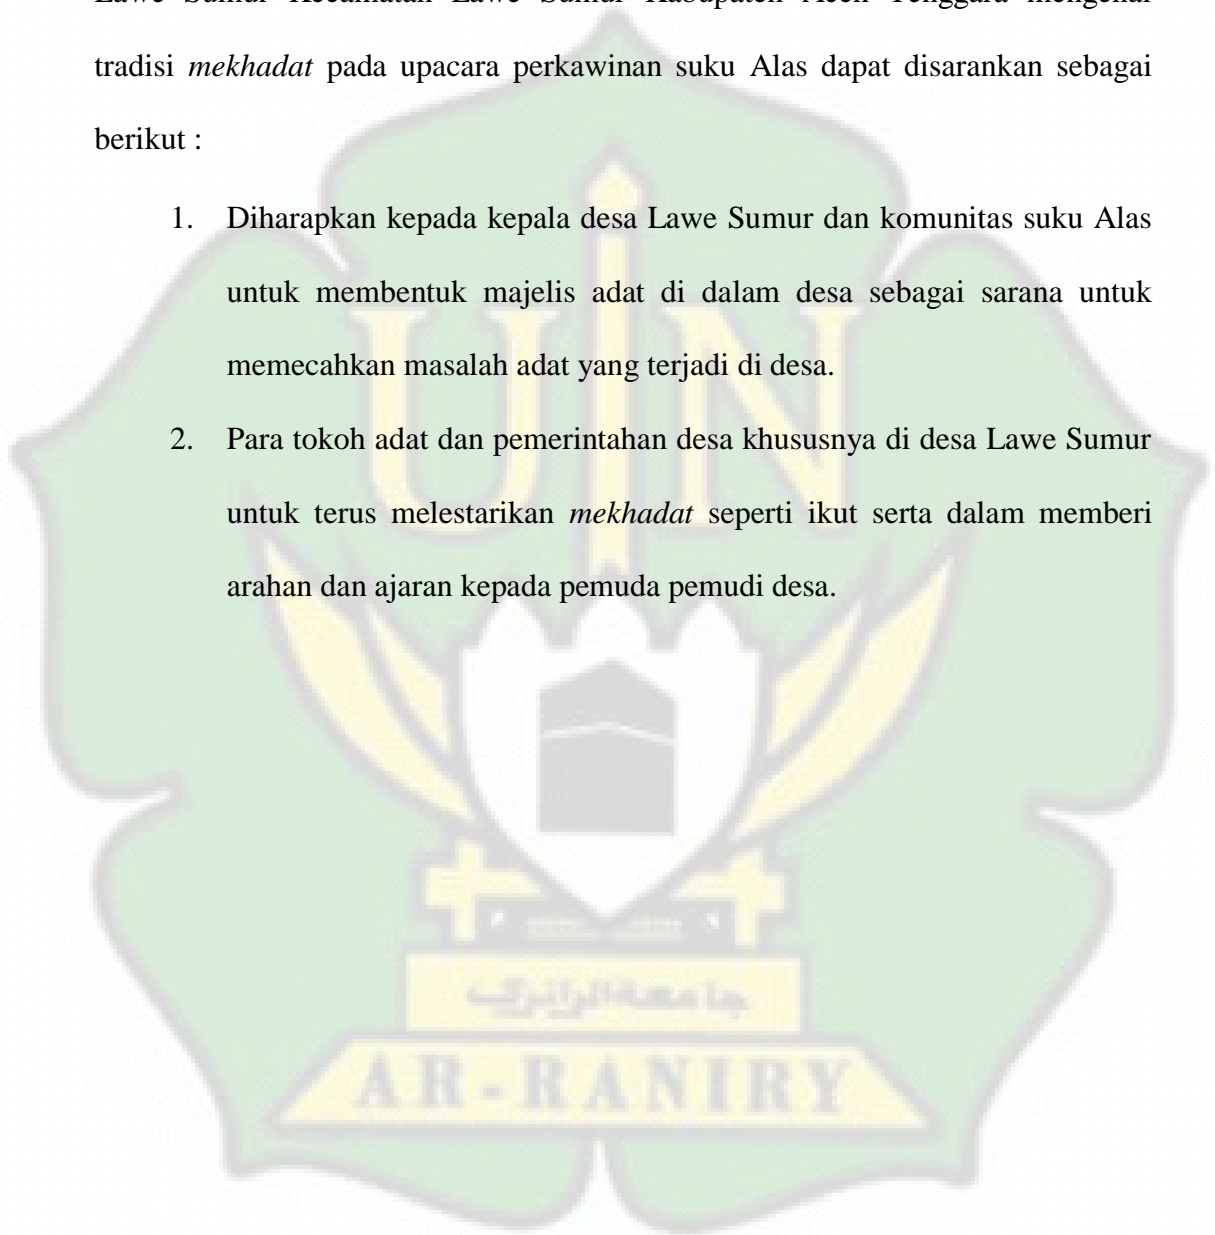 Lawe Sumur Kecamatan Lawe Sumur Kabupaten Aceh Tenggara mengenai
tradisi mekhadat pada upacara perkawinan suku Alas dapat disarankan sebagai
berikut :
1. Diharapkan kepada kepala desa Lawe Sumur dan komunitas suku Alas
untuk membentuk majelis adat di dalam desa sebagai sarana untuk
memecahkan masalah adat yang terjadi di desa.
2. Para tokoh adat dan pemerintahan desa khususnya di desa Lawe Sumur
untuk terus melestarikan mekhadat seperti ikut serta dalam memberi
arahan dan ajaran kepada pemuda pemudi desa.
UIN
جامعة الرانري
AR-RANIRY